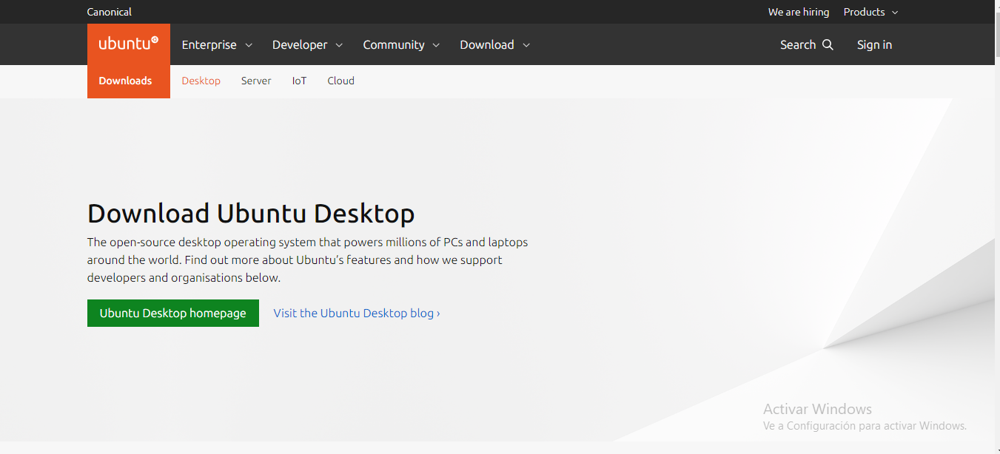 Canonical
We are hiring Products
ubuntu Enterprise Developer Community Download Search Sign in
Downloads Desktop Server IoT Cloud
Download Ubuntu Desktop
The open-source desktop operating system that powers millions of PCs and laptops
around the world. Find out more about Ubuntu’s features and how we support
developers and organisations below.
Ubuntu Desktop homepage Visit the Ubuntu Desktop blog ›
Activar Windows
Ve a Configuración para activar Windows.